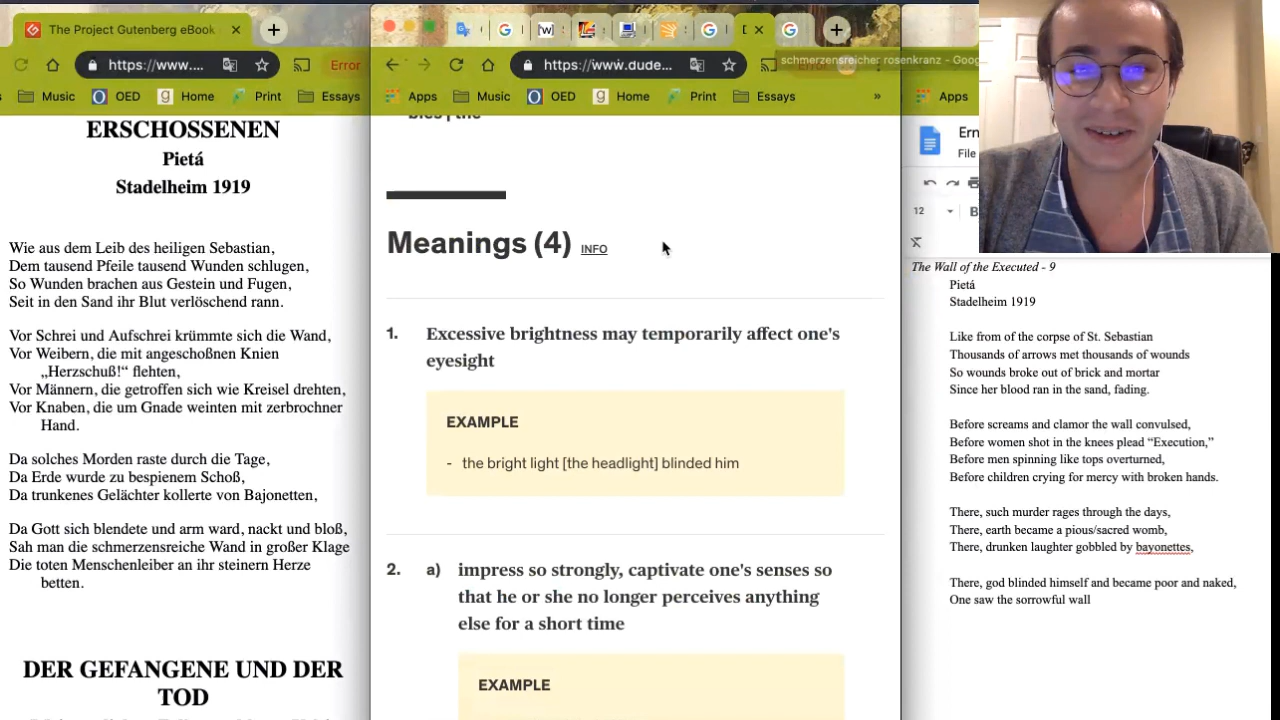 The Project Gutenberg eBook
https://www....
Error
Music
OED
Home
Print
Essays
ERSCHOSSENEN
Pietá
Stadelheim 1919
Wie aus dem Leib des heiligen Sebastian,
Dem tausend Pfeile tausend Wunden schlugen,
So Wunden brachen aus Gestein und Fugen,
Seit in den Sand ihr Blut verlöschend rann.
Vor Schrei und Aufschrei krümmte sich die Wand,
Vor Weibern, die mit angeschoßnen Knien
„Herzschuß!“ flehten,
Vor Männern, die getroffen sich wie Kreisel drehten,
Vor Knaben, die um Gnade weinten mit zerbrochner
Hand.
Da solches Morden raste durch die Tage,
Da Erde wurde zu bespienem Schoß,
Da trunkenes Gelächter kollerte von Bajonetten,
Da Gott sich blendete und arm ward, nackt und bloß,
Sah man die schmerzensreiche Wand in großer Klage
Die toten Menschenleiber an ihr steinern Herze
betten.
DER GEFANGENE UND DER
TOD
https://www.dude...
schmerzensreicher rosenkranz - Goog
Apps
Music
OED
Home
Print
Essays
»
Meanings (4) INFO
1. Excessive brightness may temporarily affect one's
eyesight
EXAMPLE
- the bright light [the headlight] blinded him
2. a) impress so strongly, captivate one's senses so
that he or she no longer perceives anything
else for a short time
EXAMPLE
Apps
Ern
File
12
B
The Wall of the Executed - 9
Pietá
Stadelheim 1919
Like from of the corpse of St. Sebastian
Thousands of arrows met thousands of wounds
So wounds broke out of brick and mortar
Since her blood ran in the sand, fading.
Before screams and clamor the wall convulsed,
Before women shot in the knees plead “Execution,”
Before men spinning like tops overturned,
Before children crying for mercy with broken hands.
There, such murder rages through the days,
There, earth became a pious/sacred womb,
There, drunken laughter gobbled by bayonettes,
There, god blinded himself and became poor and naked,
One saw the sorrowful wall